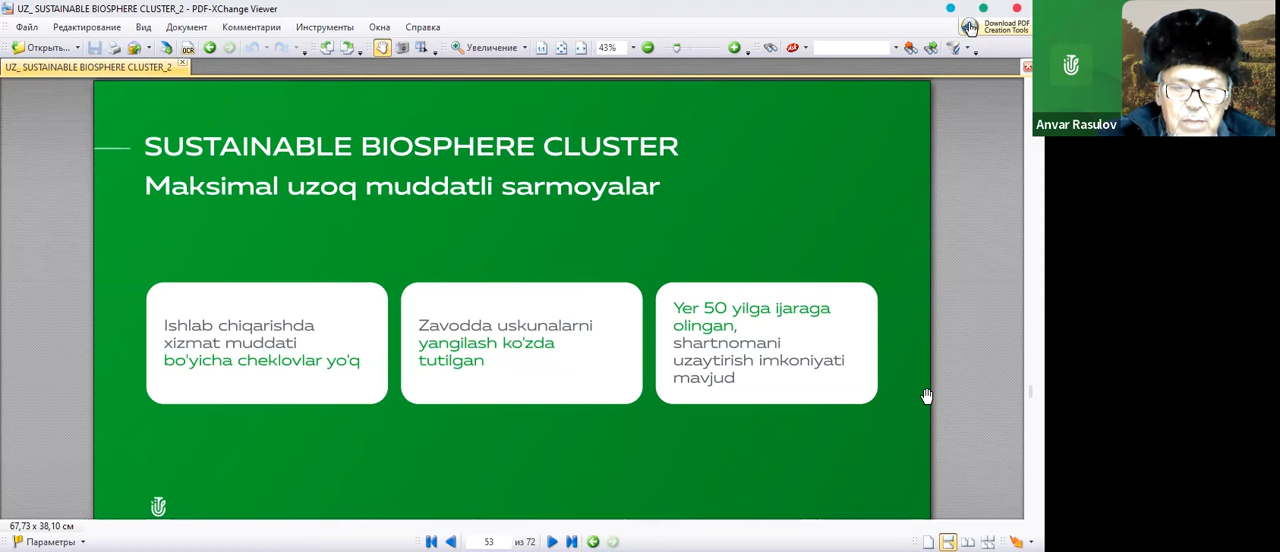 UZ_ SUSTAINABLE BIOSPHERE CLUSTER_2 - PDF-XChange Viewer
Файл Редактирование Вид Документ Комментарии Инструменты Окна Справка
Download PDF
Creation Tools
Открыть... OCR Увеличение 43%
UZ_ SUSTAINABLE BIOSPHERE CLUSTER_2
Anvar Rasulov
SUSTAINABLE BIOSPHERE CLUSTER
Maksimal uzoq muddatli sarmoyalar
Ishlab chiqarishda
xizmat muddati
bo'yicha cheklovlar yo'q
Zavodda uskunalarni
yangilash ko'zda
tutilgan
Yer 50 yilga ijaraga
olingan,
shartnomani
uzaytirish imkoniyati
mavjud
67,73 x 38,10 см
Параметры 53 из 72